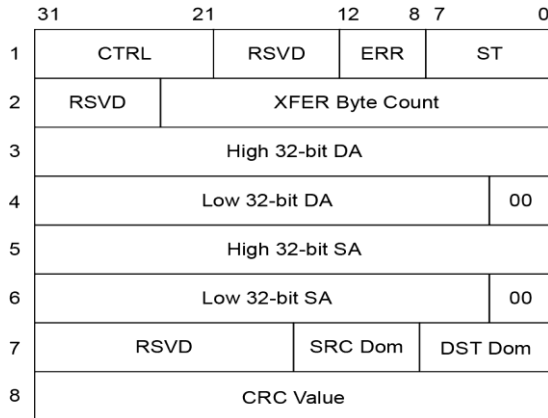 31 21 12 8 7 0
1 CTRL RSVD ERR ST
2 RSVD XFER Byte Count
3 High 32-bit DA
4 Low 32-bit DA 00
5 High 32-bit SA
6 Low 32-bit SA 00
7 RSVD SRC Dom DST Dom
8 CRC Value